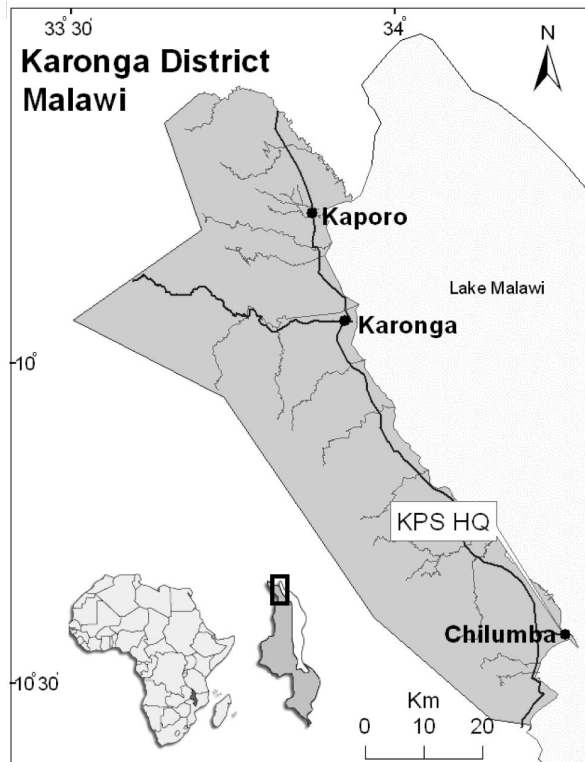 33 30'
34
Karonga District
Malawi
N
Kaporo
Lake Malawi
Karonga
10°
KPS HQ
Chilumba
10°30'
Km
0 10 20